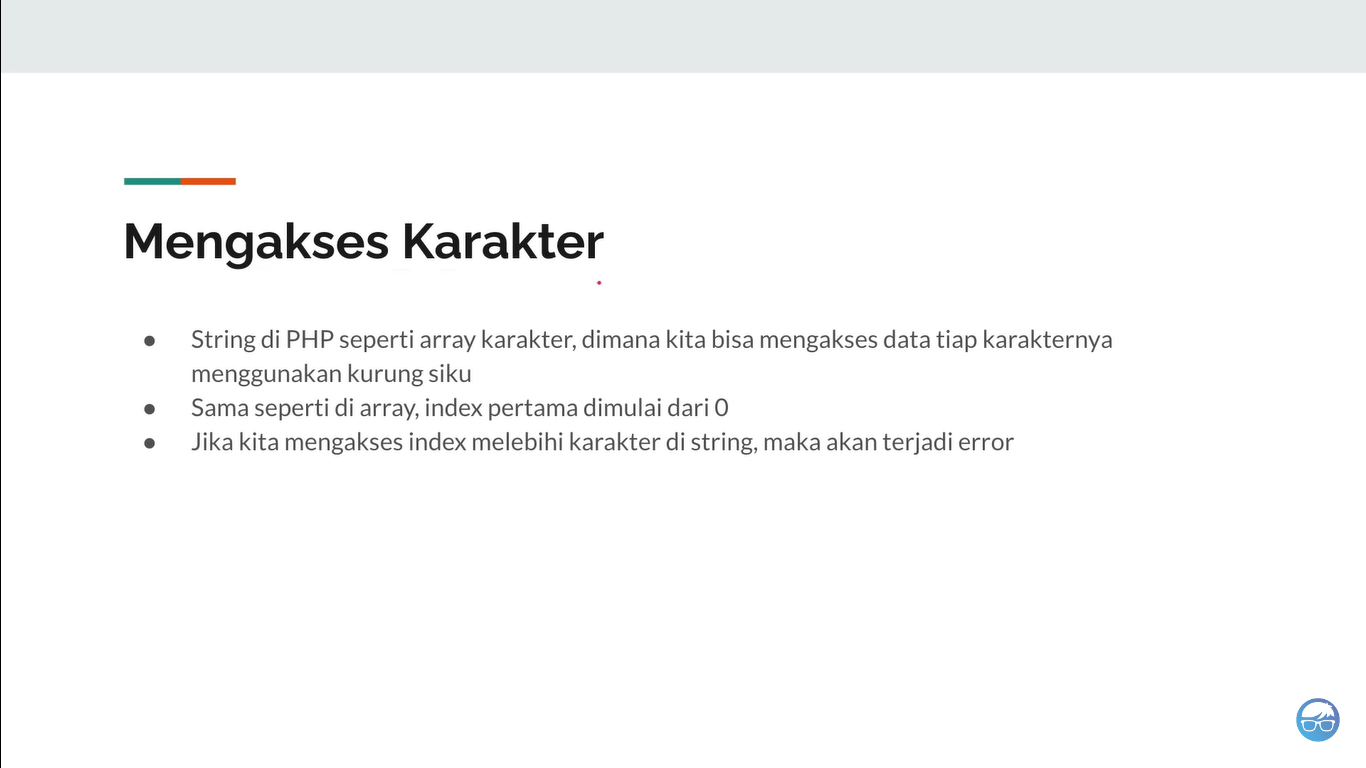 Mengakses Karakter
● String di PHP seperti array karakter, dimana kita bisa mengakses data tiap karakternya
menggunakan kurung siku
● Sama seperti di array, index pertama dimulai dari 0
● Jika kita mengakses index melebihi karakter di string, maka akan terjadi error